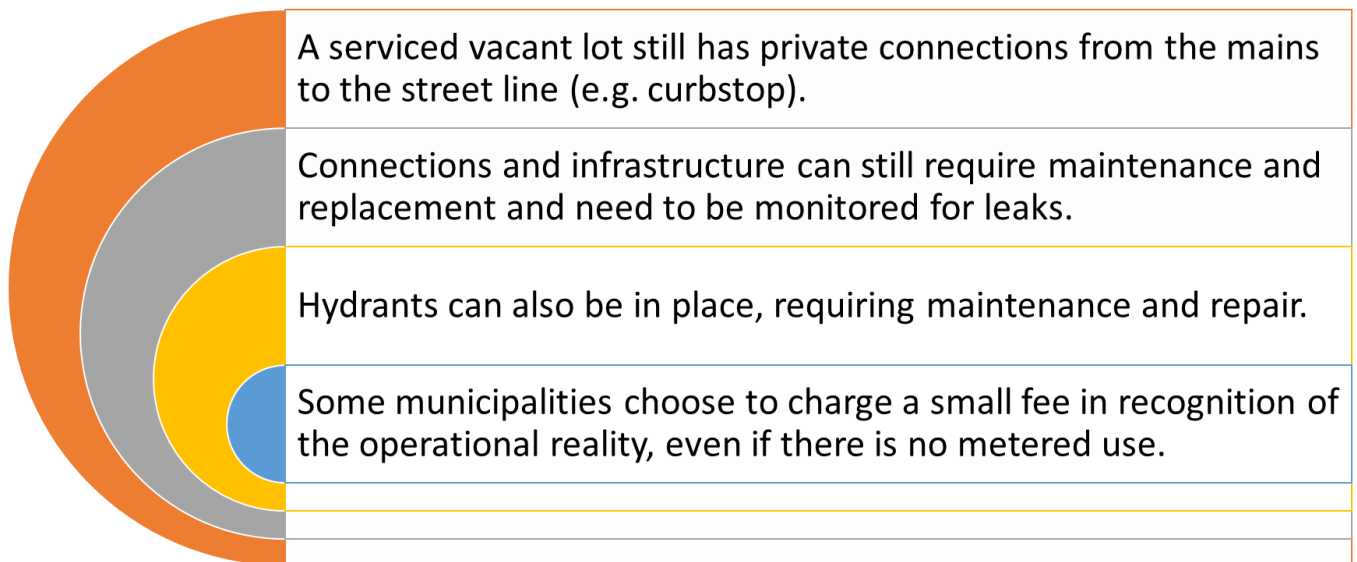 A serviced vacant lot still has private connections from the mains
to the street line (e.g. curbstop).
Connections and infrastructure can still require maintenance and
replacement and need to be monitored for leaks.
Hydrants can also be in place, requiring maintenance and repair.
Some municipalities choose to charge a small fee in recognition of
the operational reality, even if there is no metered use.